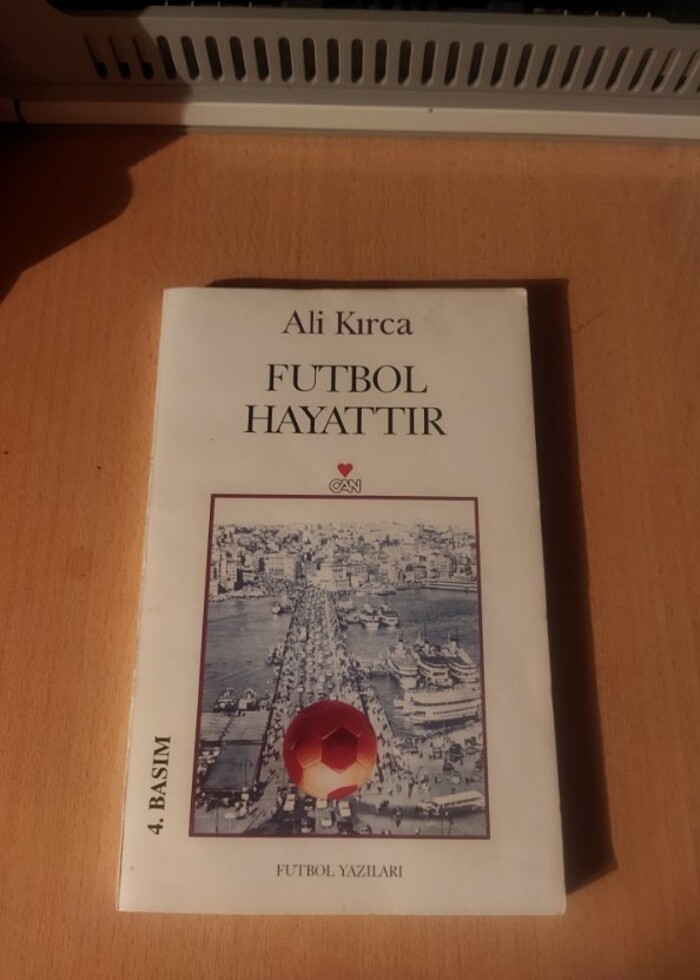 Ali Kırca
FUTBOL
HAYATTIR
CAN
4. BASIM
FUTBOL YAZILARI